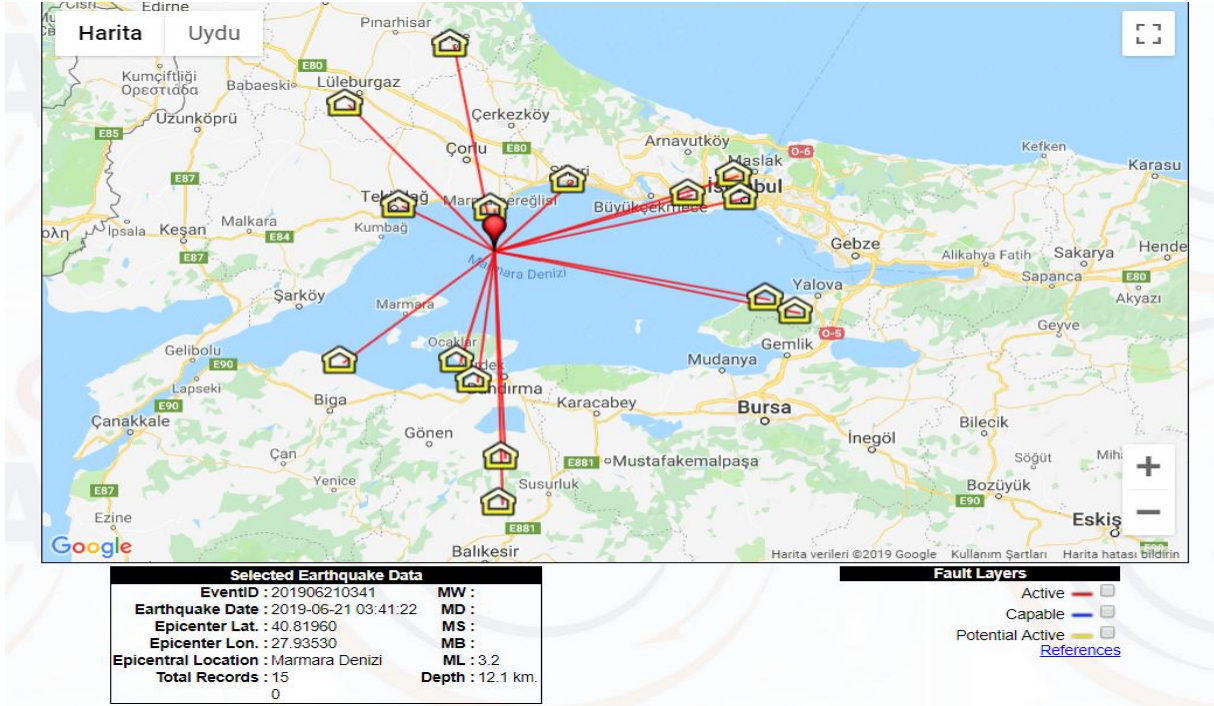 Edirne
Harita Uydu
Pınarhisar
Kumçiftliği
Ορεστιάδα
Babaeski
Lüleburgaz
E80
Uzunköprü
Çerkezköy
E85
Çorlu
E80
Arnavutköy
O-6
Kefken
Maslak
Karasu
E87
Büyükçekmece
Malkara
Kumbağ
İpsala
Keşan
E84
E87
Gebze
Alikahya Fatih
Sakarya
Hende
Marmara Denizi
Sapanca
E80
Yalova
Akyazı
Şarköy
Marmara
O-5
Geyve
Ocaklar
Gemlik
Gelibolu
E90
Mudanya
Lapseki
E90
Biga
Karacabey
Bursa
Çanakkale
Bilecik
Gönen
İnegöl
Çan
E881
Mustafakemalpaşa
Söğüt
Yenice
Susurluk
E87
Bozüyük
E90
Ezine
E881
Eskiş
Google
Balıkesir
Harita verileri ©2019 Google Kullanım Şartları Harita hatası bildirin
Selected Earthquake Data
EventID : 201906210341 MW :
Earthquake Date : 2019-06-21 03:41:22 MD :
Epicenter Lat. : 40.81960 MS :
Epicenter Lon. : 27.93530 MB :
Epicentral Location : Marmara Denizi ML : 3.2
Total Records : 15 Depth : 12.1 km.
0
Fault Layers
Active
Capable
Potential Active
References